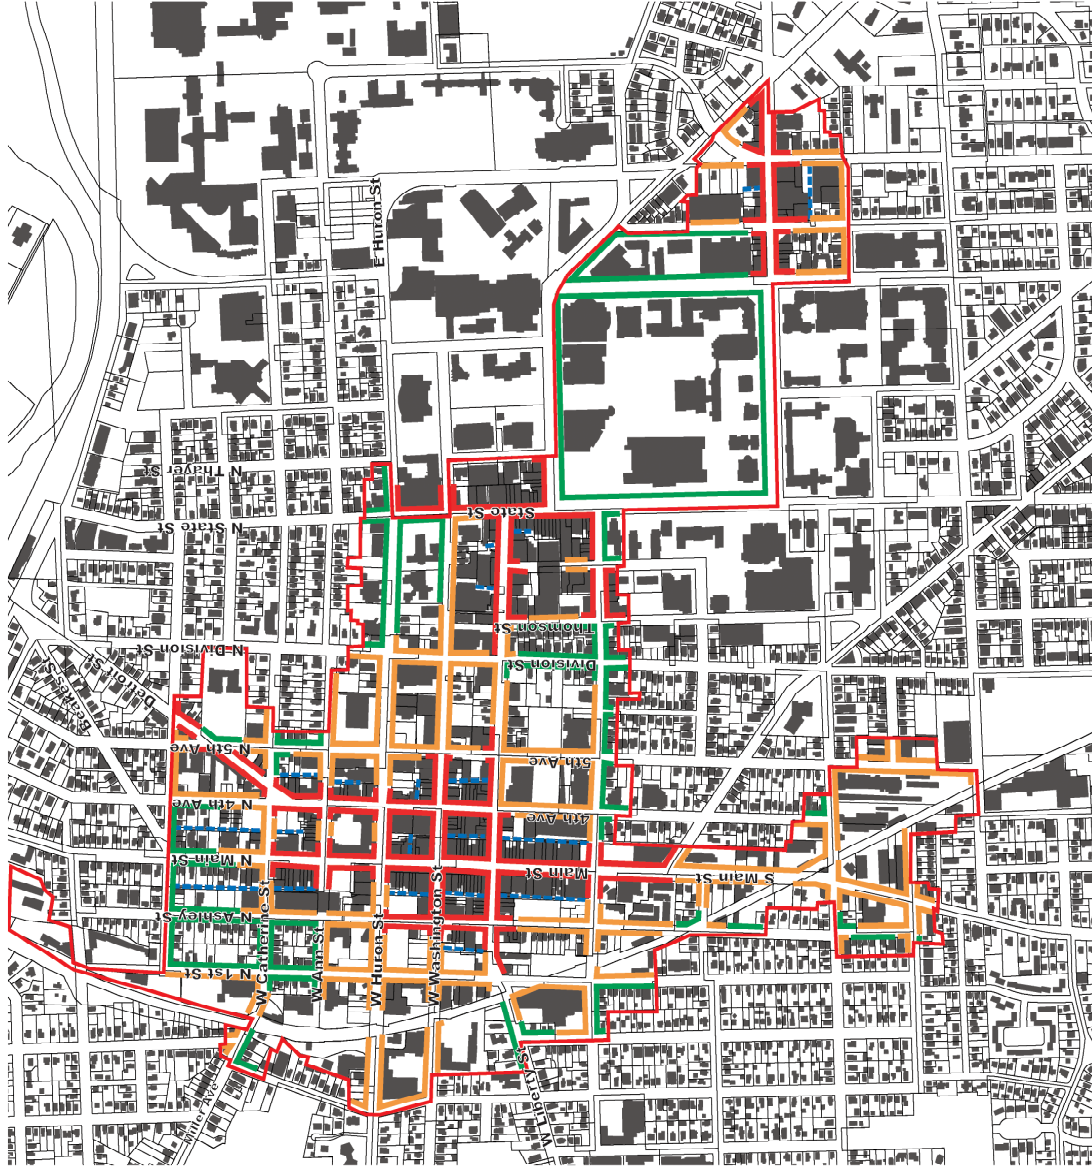 E Huron St
N Thayer
St
N State St
State St
Thomson St
N Division St
Division St
Detroit St
Beakes S
N 5th Ave
5th Ave
N 4th Ave
4th Ave
N Main St
Main St
S Main St
N Ashley St
W Catherine St
W Ann St
W Huron St
W Washington St
N 1st St
W Liberty S
Miller Ave